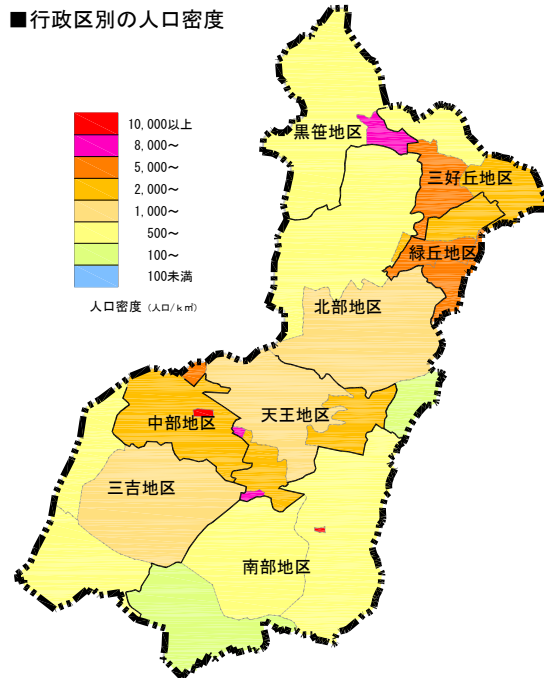 ■行政区別の人口密度
10,000以上
8,000～
5,000～
2,000～
1,000～
500～
100～
100未満
人口密度（人口/ｋ㎡）
黒笹地区
三好丘地区
緑丘地区
北部地区
天王地区
中部地区
三吉地区
南部地区